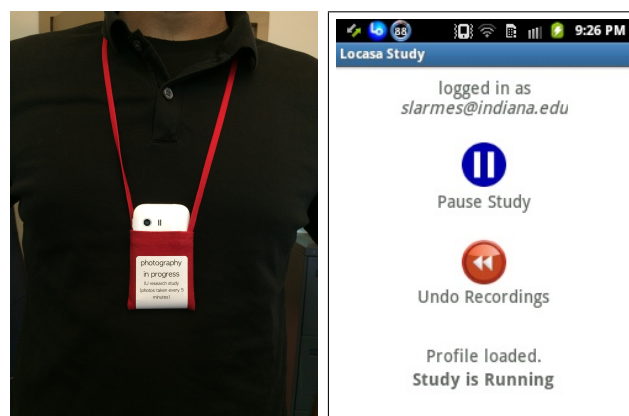 photography
in progress
IU research study
(photos taken every 5
minutes)
88
9:26 PM
Locasa Study
logged in as
slarmes@indiana.edu
Pause Study
Undo Recordings
Profile loaded.
Study is Running